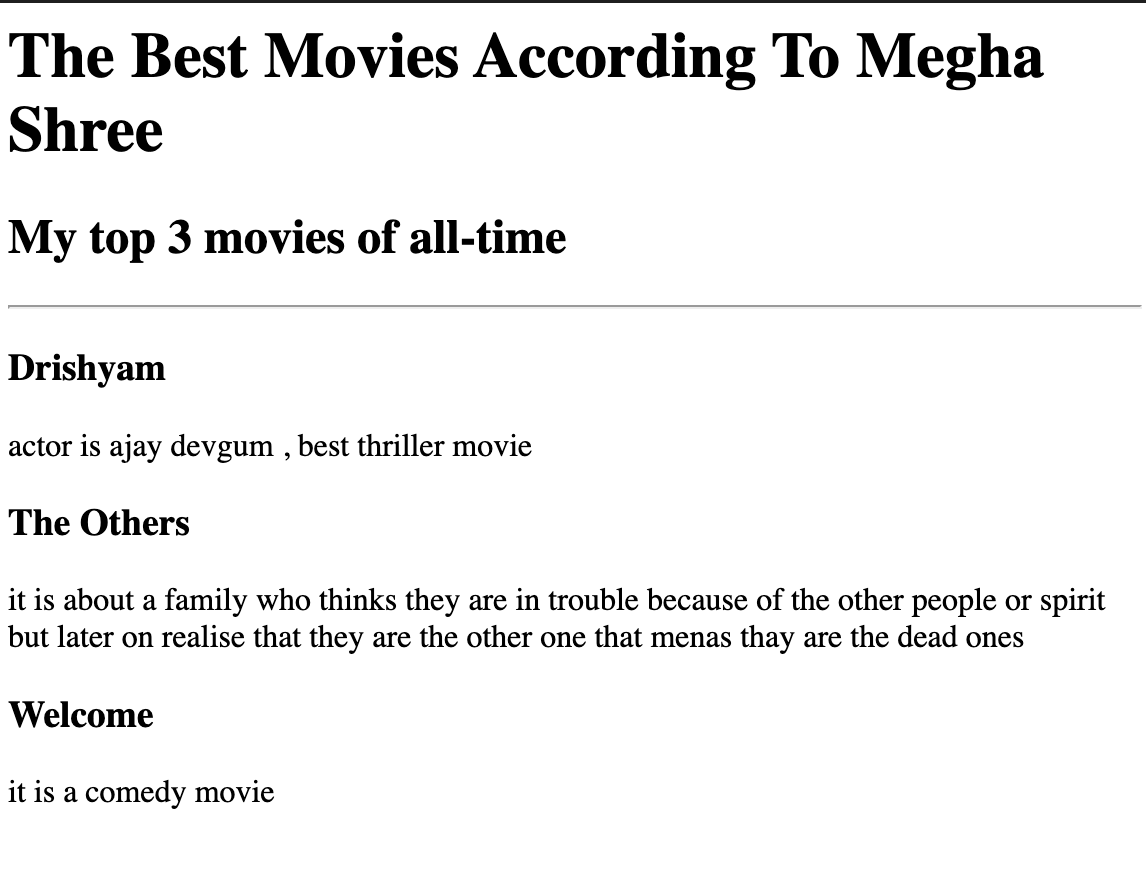 The Best Movies According To Megha
Shree
My top 3 movies of all-time
Drishyam
actor is ajay devgum , best thriller movie
The Others
it is about a family who thinks they are in trouble because of the other people or spirit
but later on realise that they are the other one that menas thay are the dead ones
Welcome
it is a comedy movie